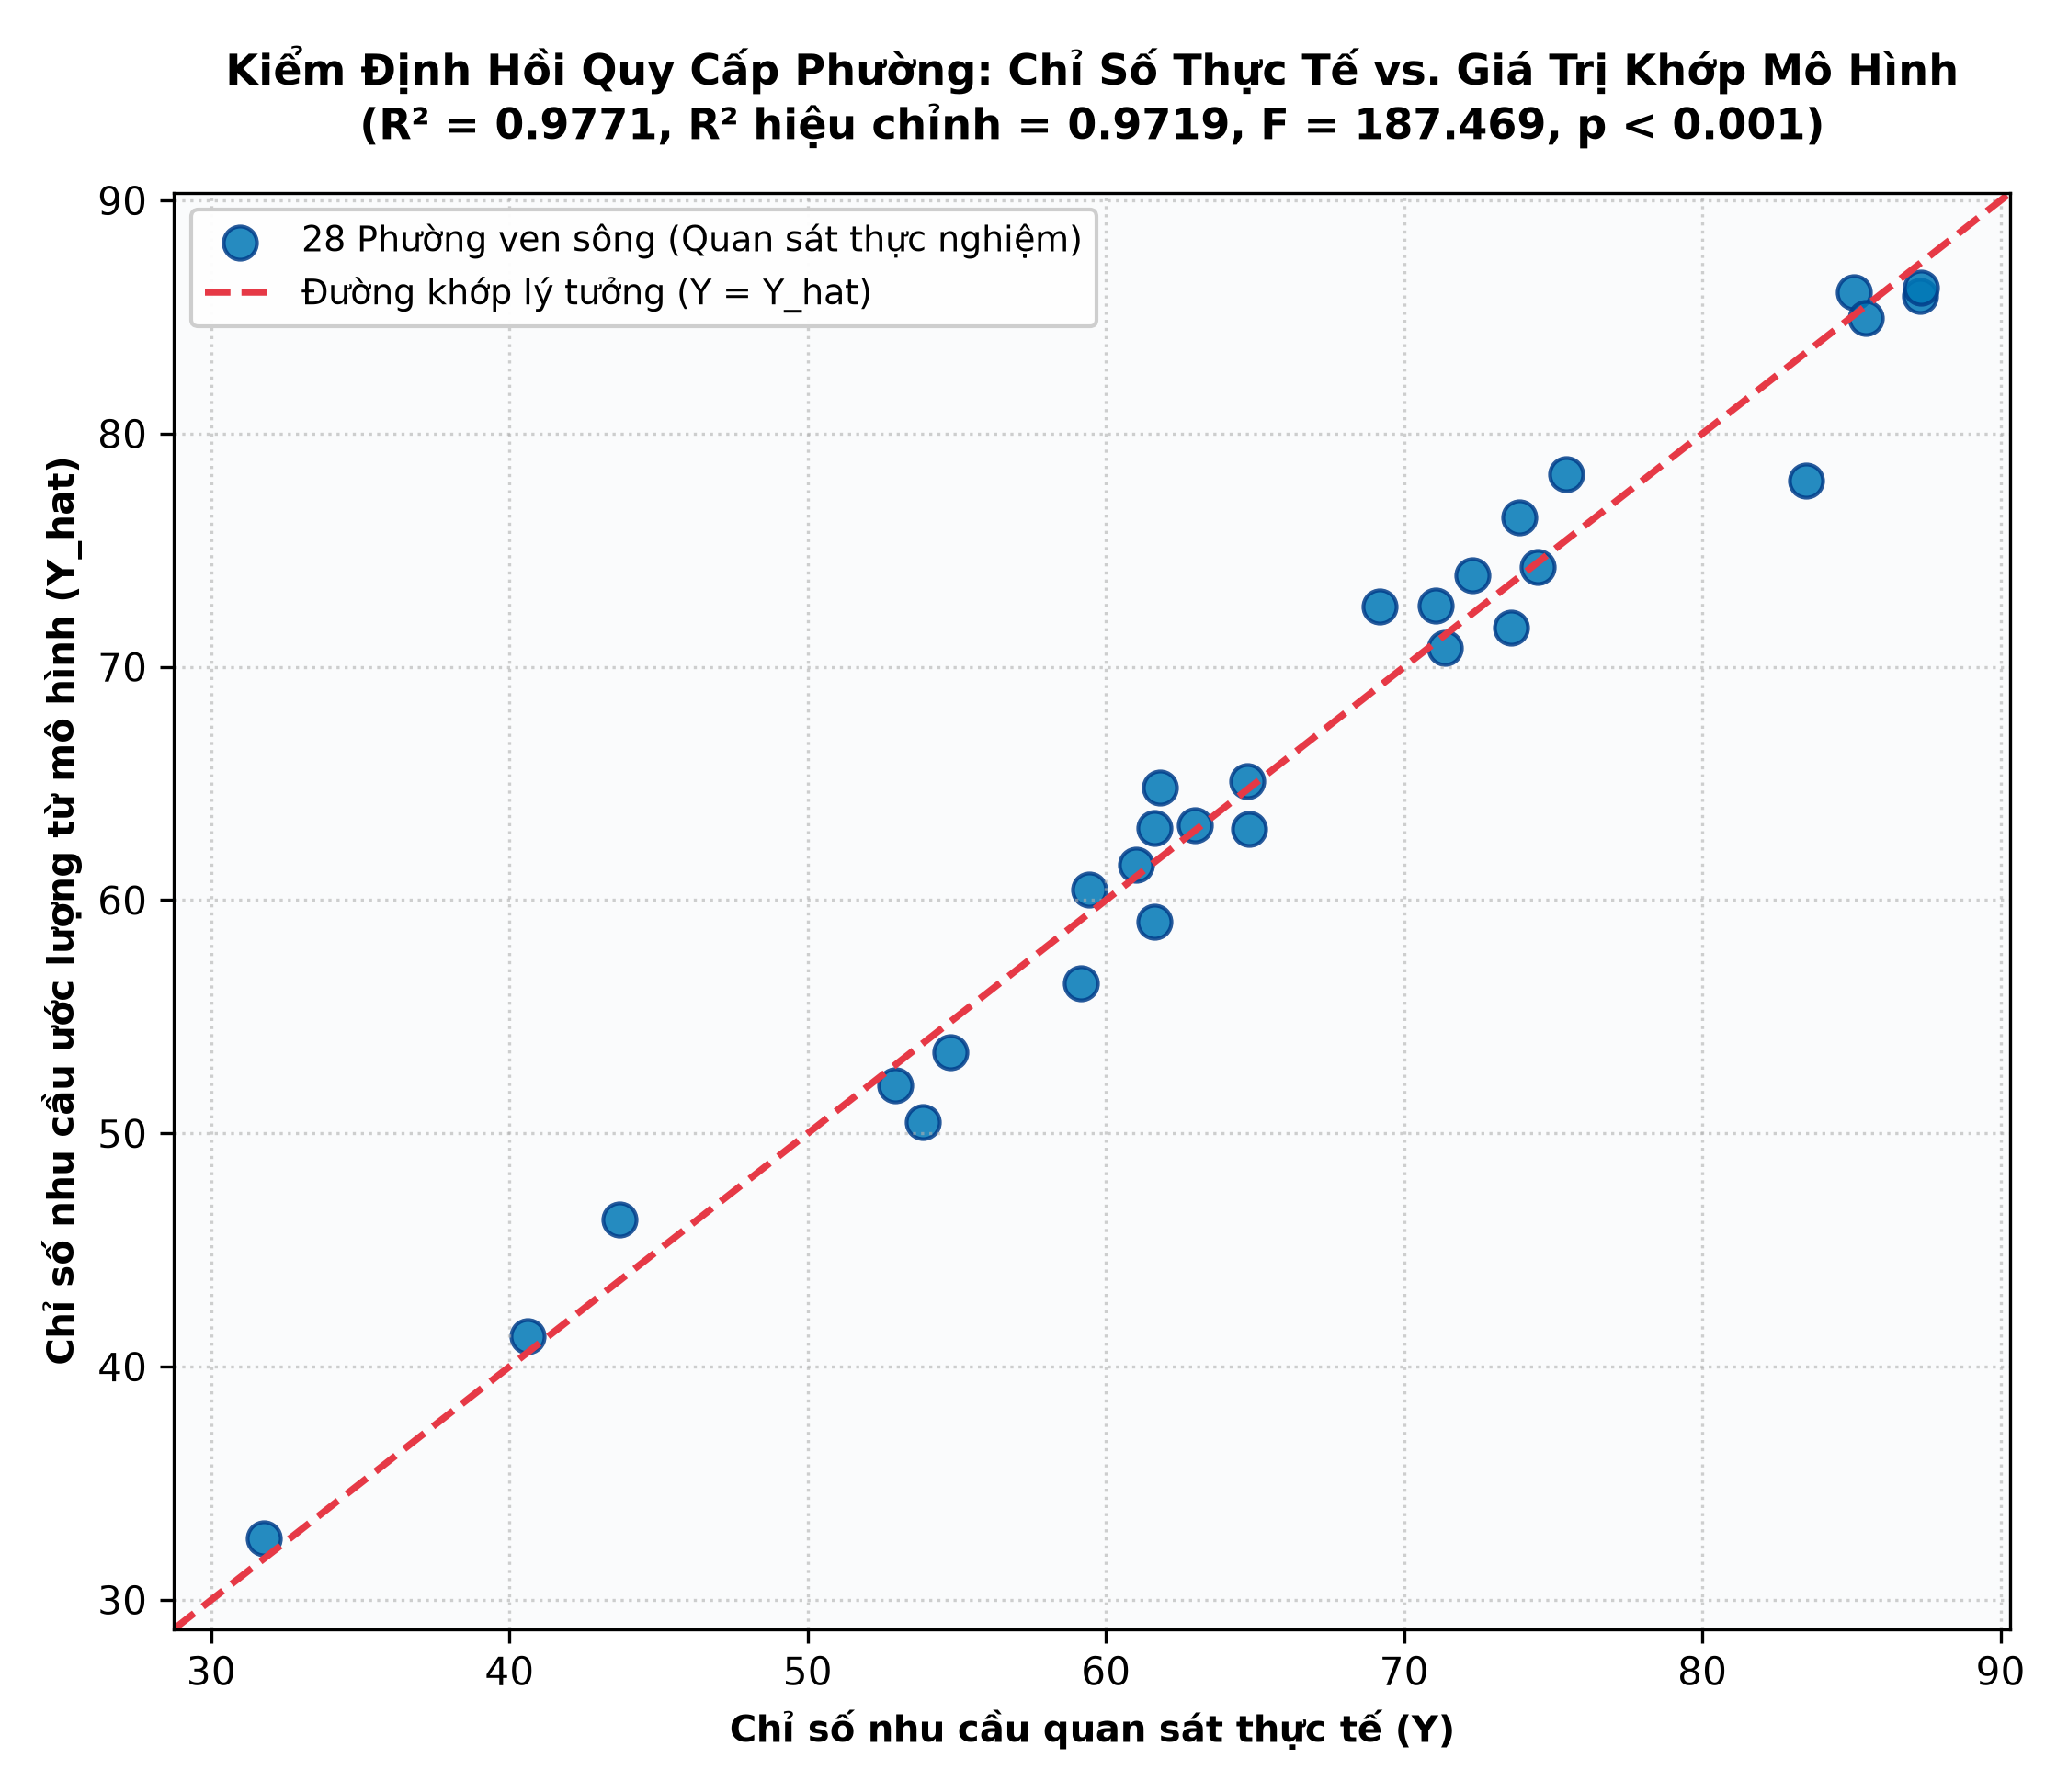 Kiểm Định Hồi Quy Cấp Phường: Chỉ Số Thực Tế vs. Giá Trị Khớp Mô Hình
(R² = 0.9771, R² hiệu chỉnh = 0.9719, F = 187.469, p < 0.001)
28 Phường ven sông (Quan sát thực nghiệm)
Đường khớp lý tưởng (Y = Y_hat)
Chỉ số nhu cầu ước lượng từ mô hình (Y_hat)
90
80
70
60
50
40
30
30 40 50 60 70 80 90
Chỉ số nhu cầu quan sát thực tế (Y)